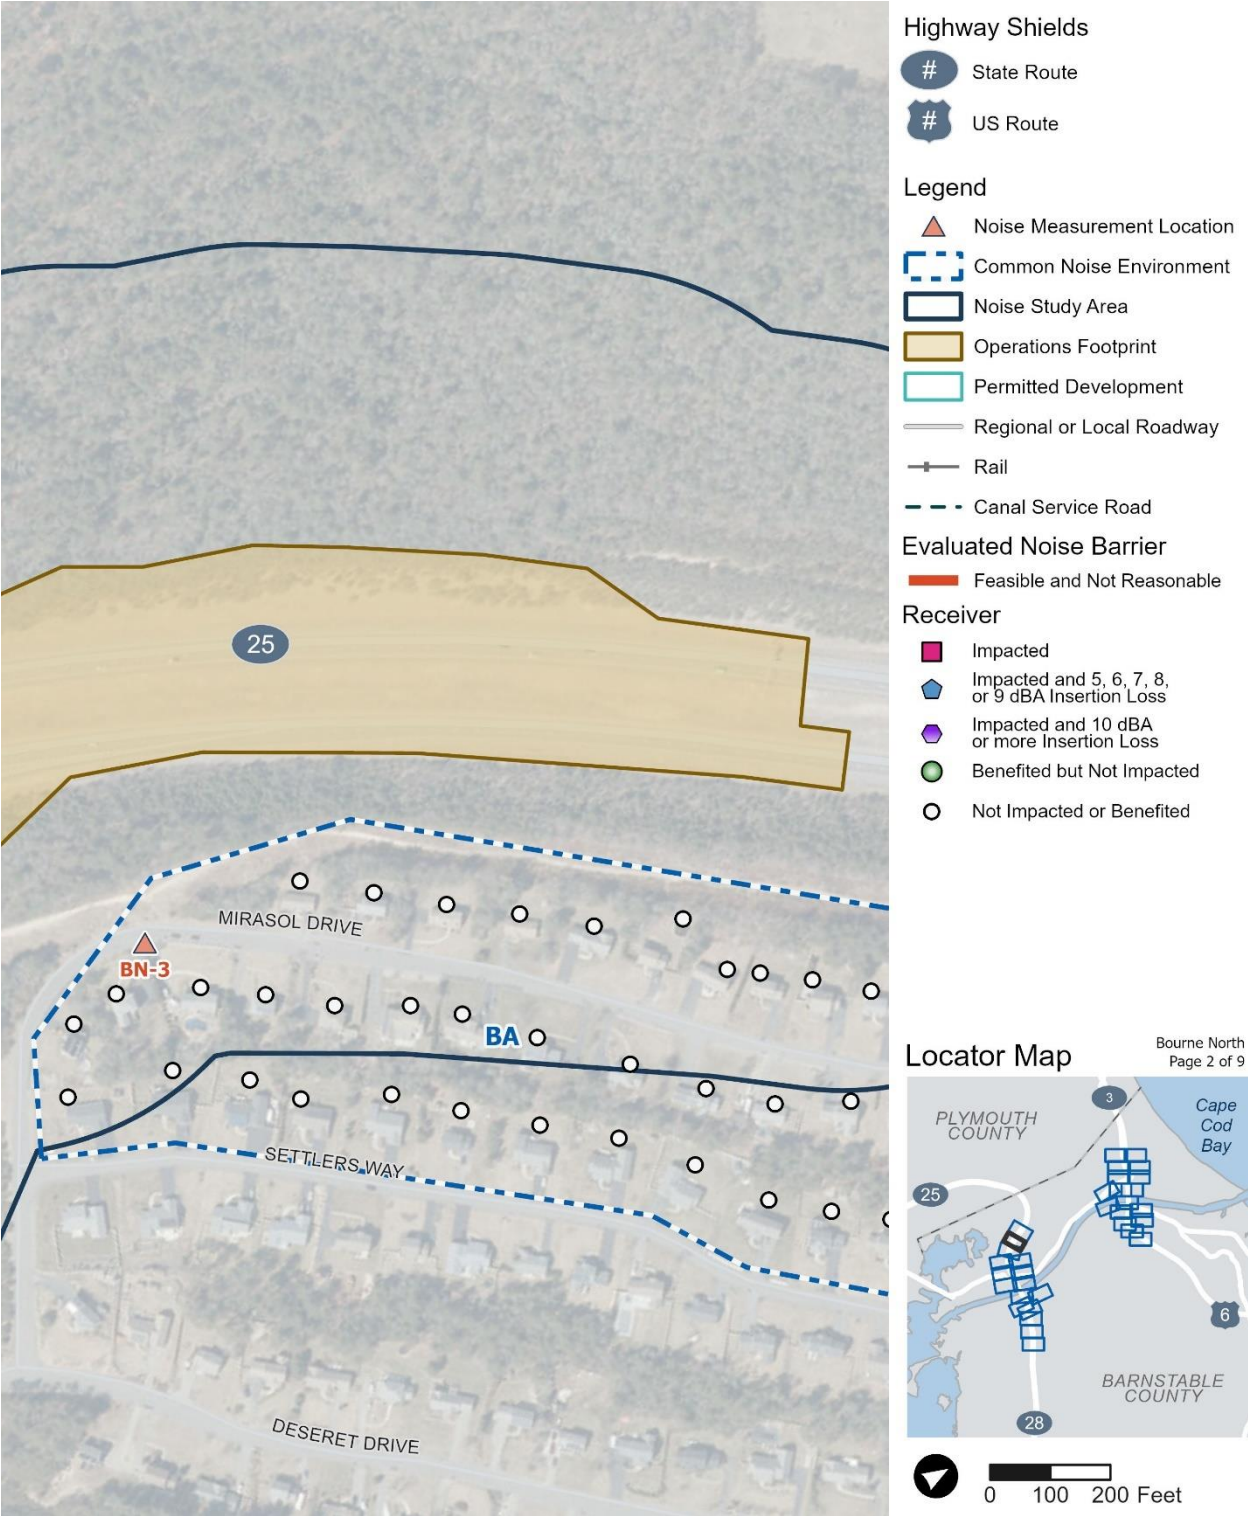 25
MIRASOL DRIVE
BN-3
BA
SETTLERS WAY
DESERET DRIVE
Highway Shields
# State Route
# US Route
Legend
Noise Measurement Location
Common Noise Environment
Noise Study Area
Operations Footprint
Permitted Development
Regional or Local Roadway
Rail
Canal Service Road
Evaluated Noise Barrier
Feasible and Not Reasonable
Receiver
Impacted
Impacted and 5, 6, 7, 8,
or 9 dBA Insertion Loss
Impacted and 10 dBA
or more Insertion Loss
Benefited but Not Impacted
Not Impacted or Benefited
Locator Map
Bourne North
Page 2 of 9
3
PLYMOUTH
COUNTY
Cape
Cod
Bay
25
6
BARNSTABLE
COUNTY
28
0 100 200 Feet